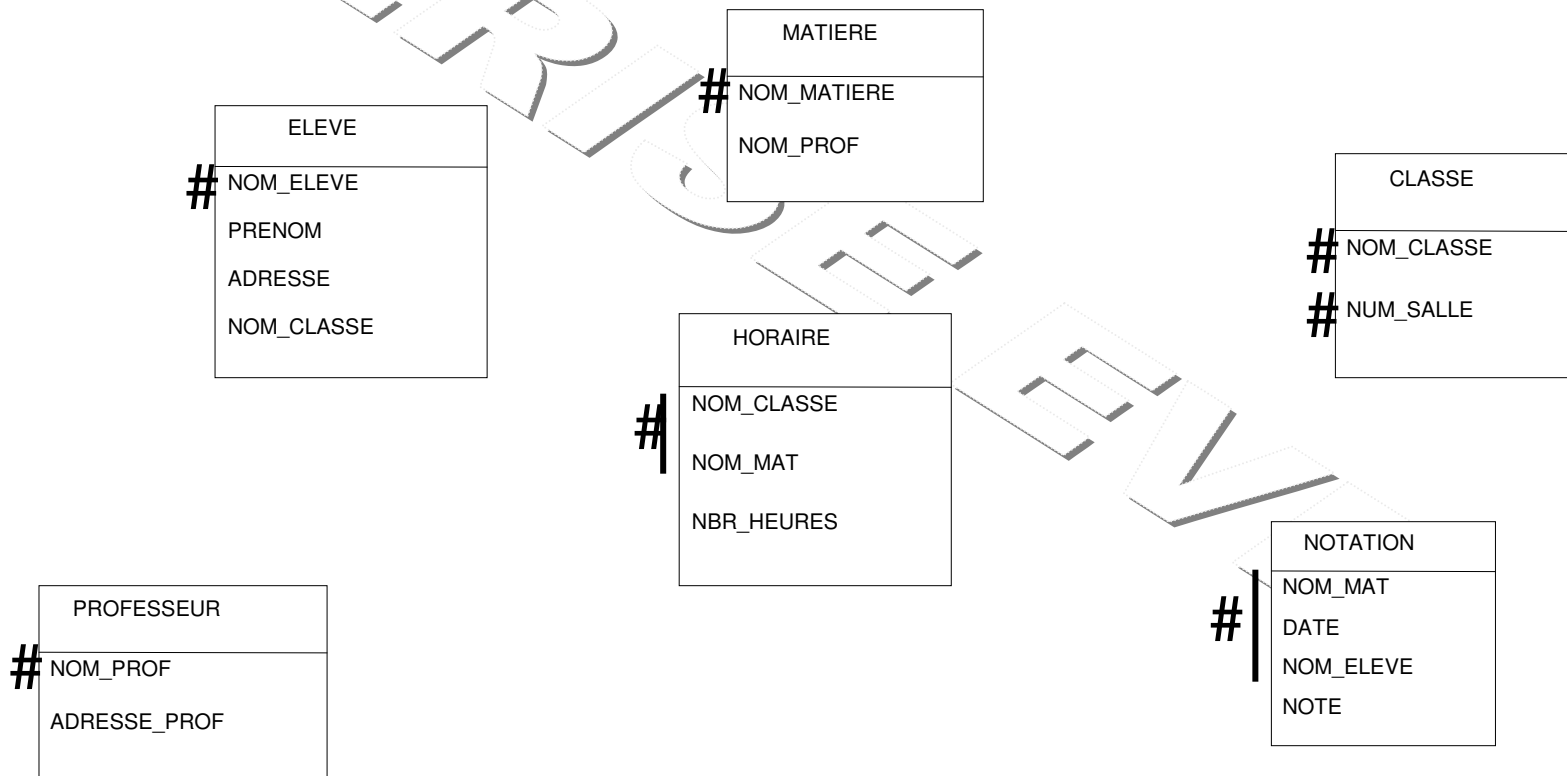 MATIERE
# NOM_MATIERE
NOM_PROF
ELEVE
# NOM_ELEVE
PRENOM
ADRESSE
NOM_CLASSE
CLASSE
# NOM_CLASSE
# NUM_SALLE
HORAIRE
# NOM_CLASSE
NOM_MAT
NBR_HEURES
NOTATION
# NOM_MAT
DATE
NOM_ELEVE
NOTE
PROFESSEUR
# NOM_PROF
ADRESSE_PROF